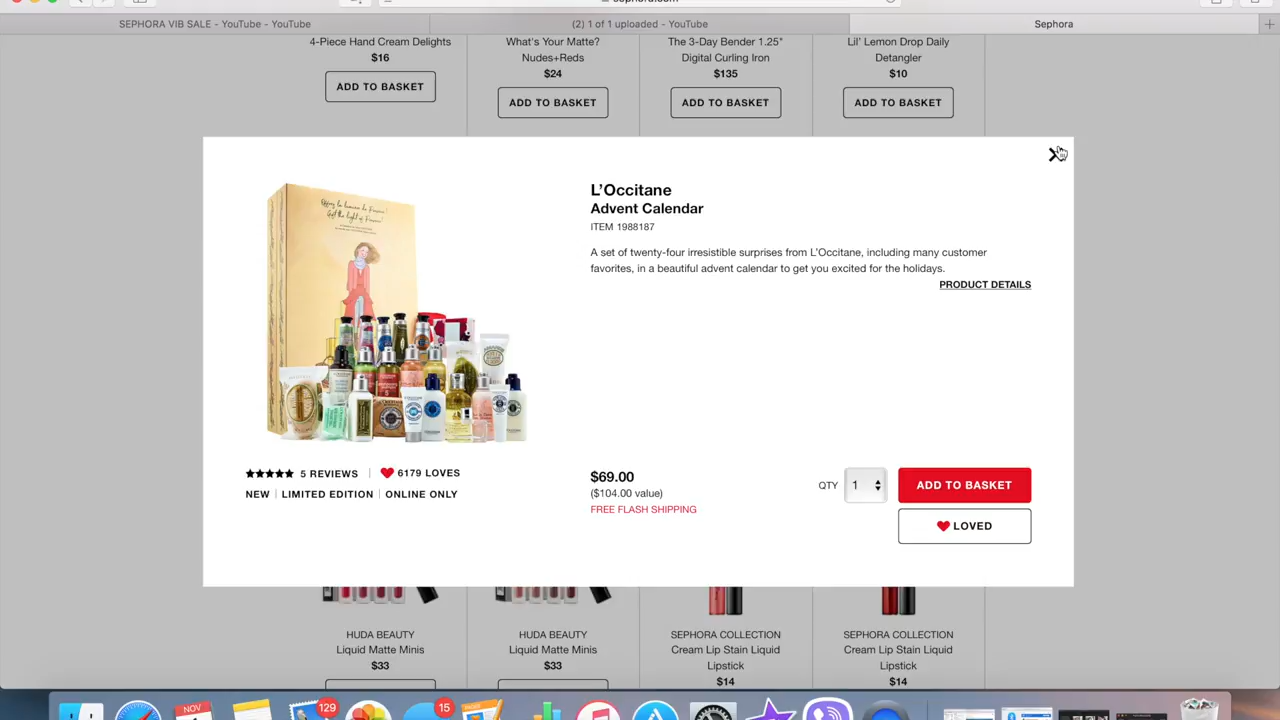 sephora.com
SEPHORA VIB SALE - YouTube - YouTube
(2) 1 of 1 uploaded - YouTube
Sephora
4-Piece Hand Cream Delights
$16
ADD TO BASKET
What's Your Matte?
Nudes+Reds
$24
ADD TO BASKET
The 3-Day Bender 1.25"
Digital Curling Iron
$135
ADD TO BASKET
Lil' Lemon Drop Daily
Detangler
$10
ADD TO BASKET
L'Occitane
Advent Calendar
ITEM 1988187
A set of twenty-four irresistible surprises from L'Occitane, including many customer
favorites, in a beautiful advent calendar to get you excited for the holidays.
PRODUCT DETAILS
5 REVIEWS
6179 LOVES
NEW | LIMITED EDITION | ONLINE ONLY
$69.00
($104.00 value)
FREE FLASH SHIPPING
QTY
1
ADD TO BASKET
LOVED
HUDA BEAUTY
Liquid Matte Minis
$33
HUDA BEAUTY
Liquid Matte Minis
$33
SEPHORA COLLECTION
Cream Lip Stain Liquid
Lipstick
$14
SEPHORA COLLECTION
Cream Lip Stain Liquid
Lipstick
$14
NOV
129
15